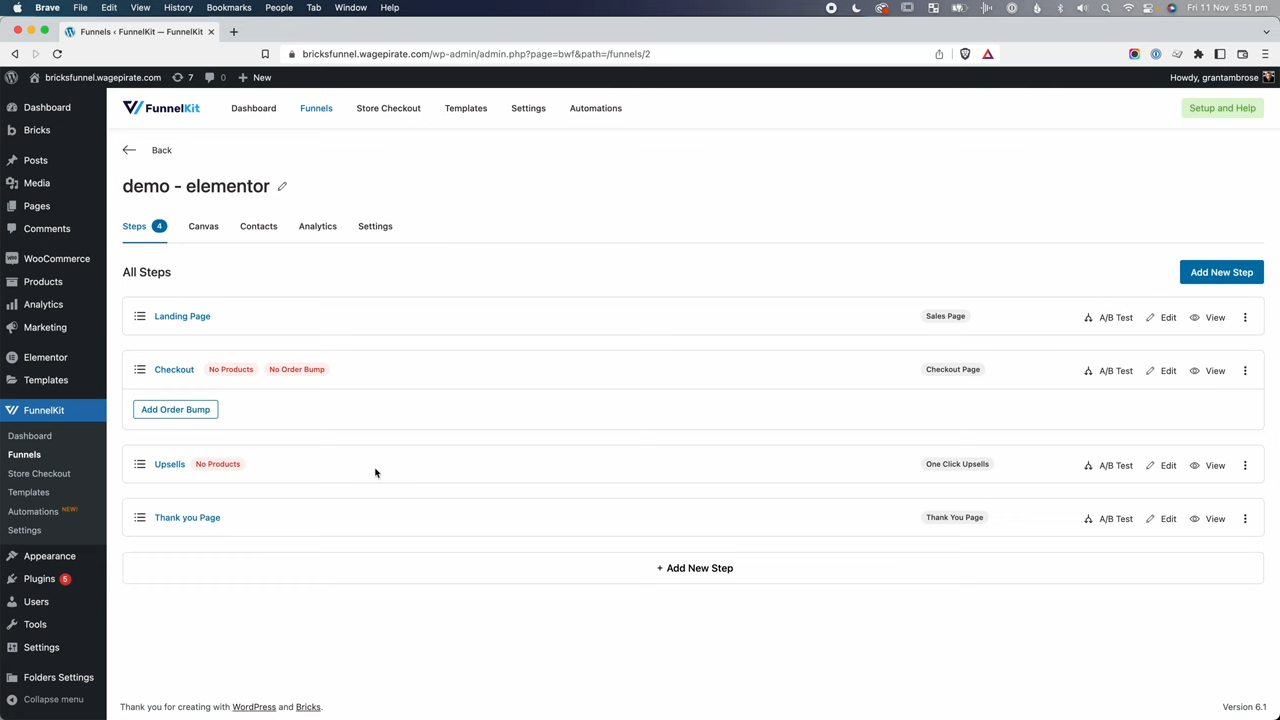 Brave File Edit View History Bookmarks People Tab Window Help Fri 11 Nov 5:51 pm
Funnels ‹ FunnelKit — FunnelKit
bricksfunnel.wagepirate.com/wp-admin/admin.php?page=bwf&path=/funnels/2
bricksfunnel.wagepirate.com 7 0 + New Howdy, grantambrose
Dashboard
Bricks
Posts
Media
Pages
Comments
WooCommerce
Products
Analytics
Marketing
Elementor
Templates
FunnelKit
Dashboard
Funnels
Store Checkout
Templates
Automations NEW!
Settings
Appearance
Plugins 5
Users
Tools
Settings
Folders Settings
Collapse menu
FunnelKit Dashboard Funnels Store Checkout Templates Settings Automations Setup and Help
Back
demo - elementor
Steps 4 Canvas Contacts Analytics Settings
All Steps Add New Step
Landing Page Sales Page A/B Test Edit View
Checkout No Products No Order Bump Checkout Page A/B Test Edit View
Add Order Bump
Upsells No Products One Click Upsells A/B Test Edit View
Thank you Page Thank You Page A/B Test Edit View
+ Add New Step
Thank you for creating with WordPress and Bricks. Version 6.1